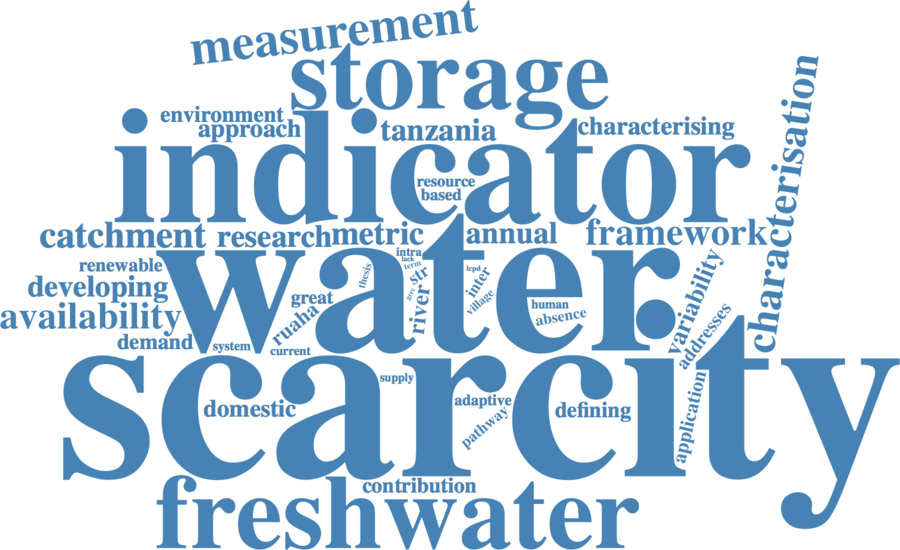 measurement
storage
environment
approach
tanzania
characterising
indicator
resource
based
characterisation
catchment
research
metric
annual
framework
water
intra
lack
term
renewable
developing
availability
demand
system
current
ruaha
great
thesis
str
grrc
river
lcpd
inter
village
human
absence
variability
addresses
scarcity
domestic
supply
adaptive
pathway
defining
application
contribution
freshwater